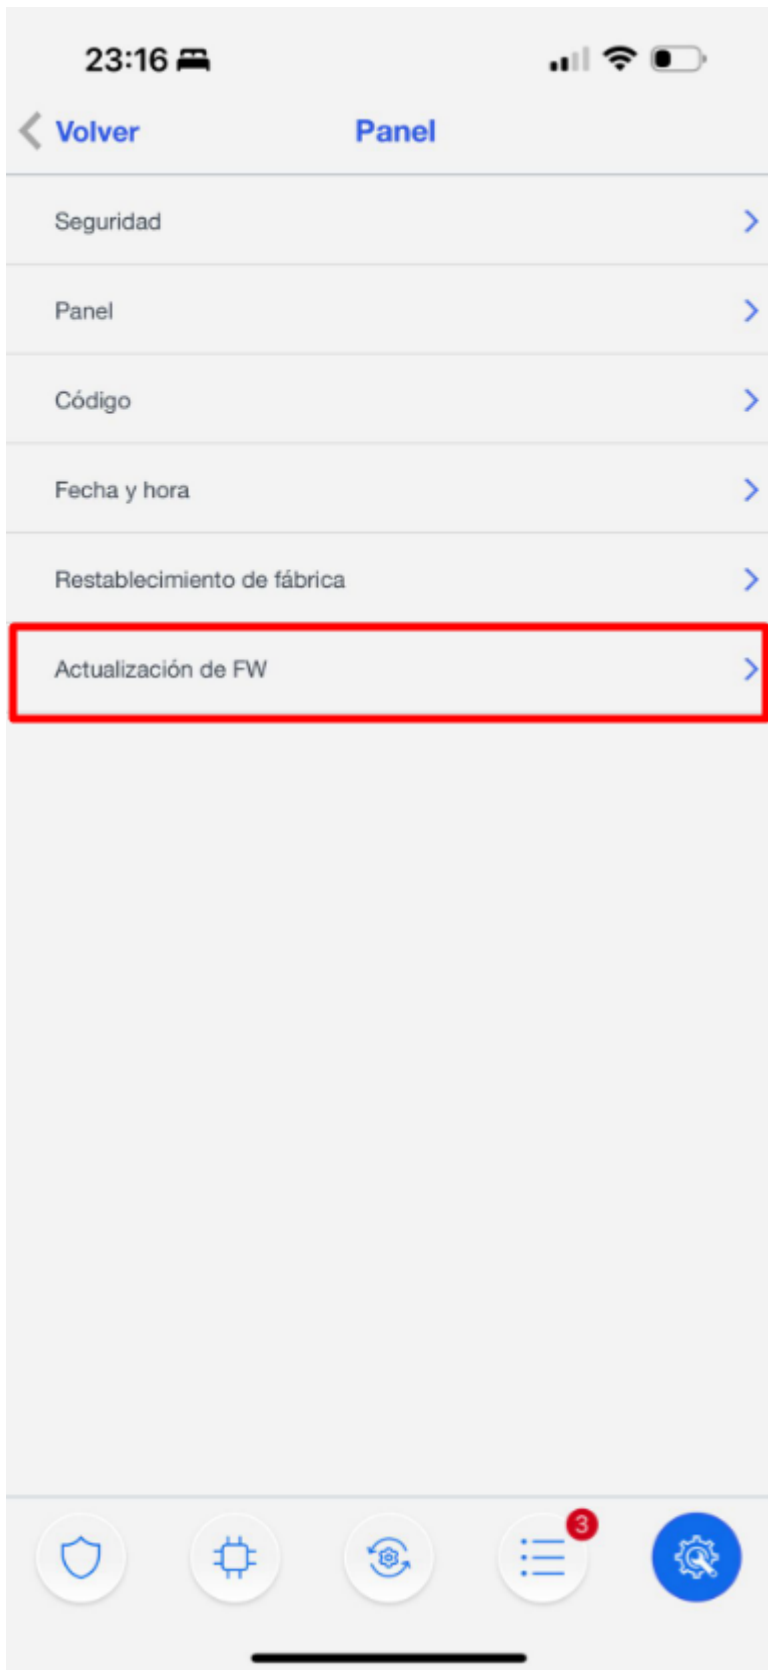 23:16
Volver
Panel
Seguridad
Panel
Código
Fecha y hora
Restablecimiento de fábrica
Actualización de FW
3